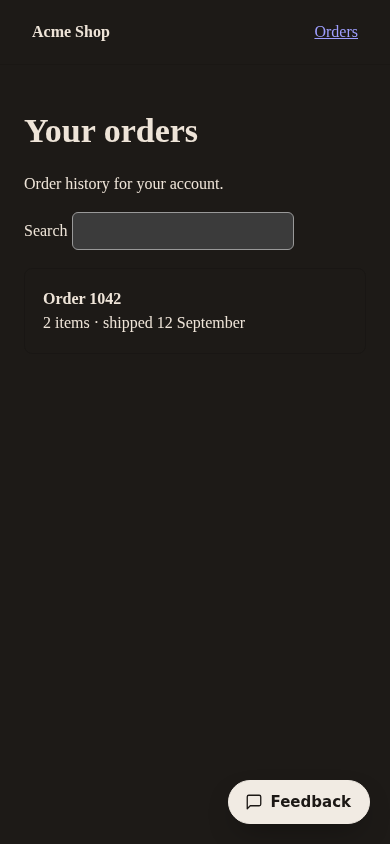 Acme Shop
Orders
Your orders
Order history for your account.
Search
Order 1042
2 items · shipped 12 September
Feedback